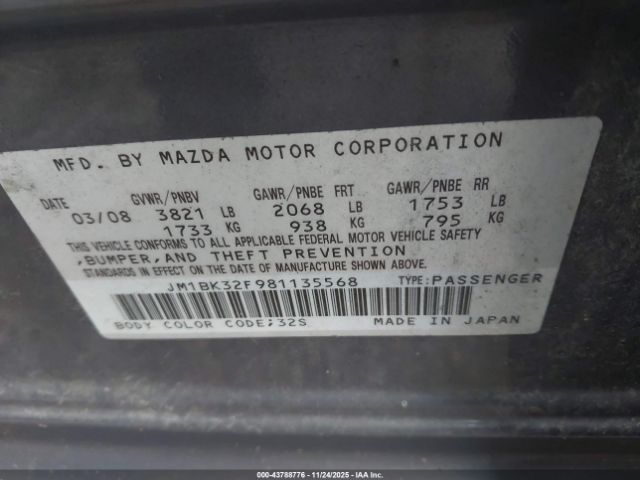 MFD. BY MAZDA MOTOR CORPORATION
DATE GVWR/PNBV GAWR/PNBE FRT GAWR/PNBE RR
03/08 3821 LB 2068 LB 1753 LB
1733 KG 938 KG 795 KG
THIS VEHICLE CONFORMS TO ALL APPLICABLE FEDERAL MOTOR VEHICLE SAFETY
,BUMPER,AND THEFT PREVENTION
STANDARDS IN EFFECT ON THE DATE OF MANUFACTURE SHOWN ABOVE.
JM1BK32F981135568 TYPE:PASSENGER
BODY COLOR CODE;32S MADE IN JAPAN
000-43788776 - 11/24/2025 - IAA Inc.